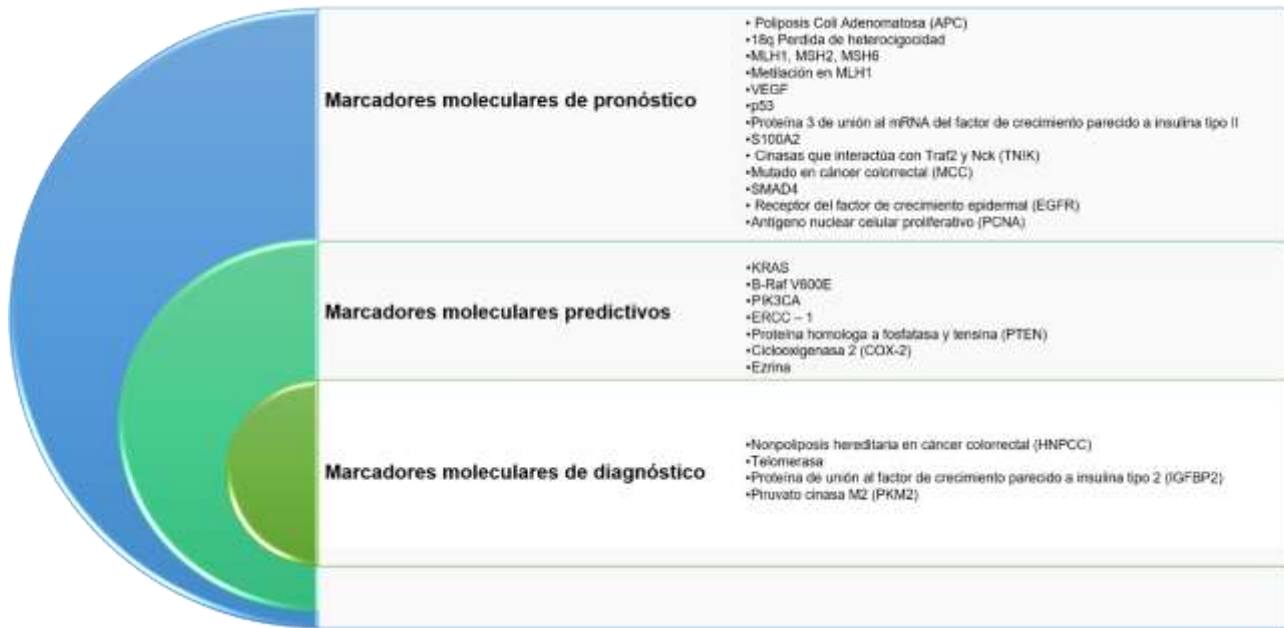 Marcadores moleculares de pronóstico
• Poliposis Coli Adenomatosa (APC)
•18q Perdida de heterocigocidad
•MLH1, MSH2, MSH6
•Metilación en MLH1
•VEGF
•p53
•Proteína 3 de unión al mRNA del factor de crecimiento parecido a insulina tipo II
•S100A2
• Cinasas que interactúa con Traf2 y Nck (TNIK)
•Mutado en cáncer colorrectal (MCC)
•SMAD4
• Receptor del factor de crecimiento epidermal (EGFR)
•Antígeno nuclear celular proliferativo (PCNA)
Marcadores moleculares predictivos
•KRAS
•B-Raf V600E
•PIK3CA
•ERCC – 1
•Proteína homologa a fosfatasa y tensina (PTEN)
•Ciclooxigenasa 2 (COX-2)
•Ezrina
Marcadores moleculares de diagnóstico
•Nonpoliposis hereditaria en cáncer colorrectal (HNPCC)
•Telomerasa
•Proteína de unión al factor de crecimiento parecido a insulina tipo 2 (IGFBP2)
•Piruvato cinasa M2 (PKM2)